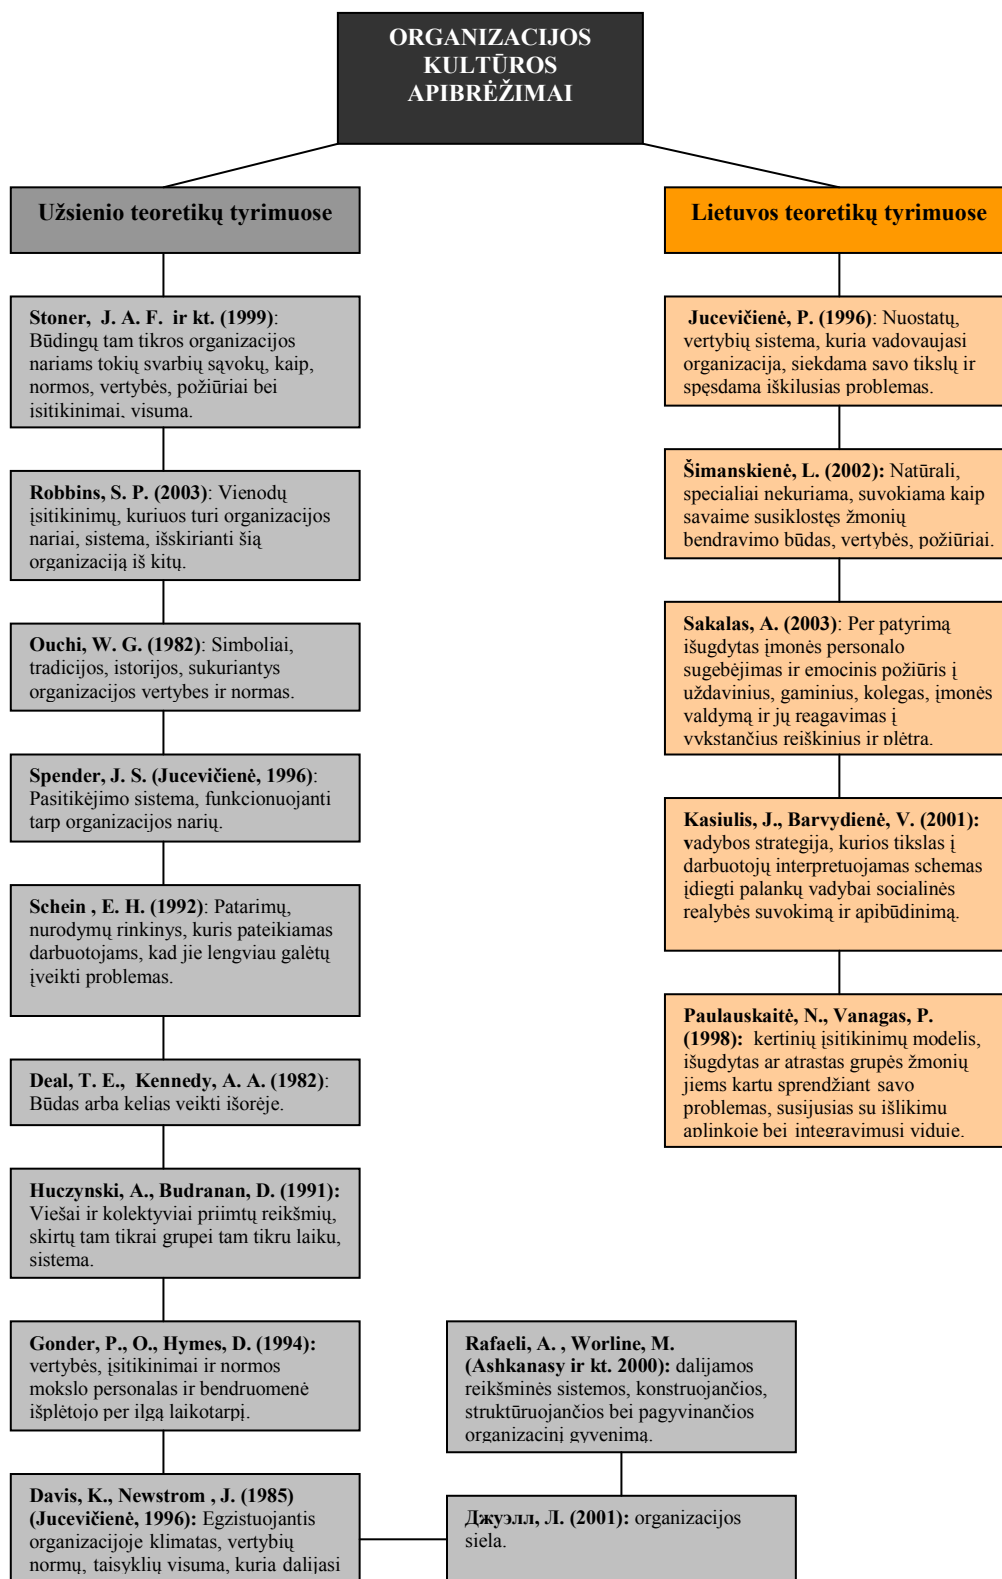 ORGANIZACIJOS
KULTŪROS
APIBRĖŽIMAI
Užsienio teoretikų tyrimuose
Stoner, J. A. F. ir kt. (1999):
Būdingų tam tikros organizacijos
nariams tokių svarbių sąvokų, kaip,
normos, vertybės, požiūriai bei
isitikinimai, visuma.
Robbins, S. P. (2003): Vienodų
įsitikinimų, kuriuos turi organizacijos
nariai, sistema, išskirianti šią
organizaciją iš kitų.
Ouchi, W. G. (1982): Simboliai,
tradicijos, istorijos, sukuriantys
organizacijos vertybes ir normas.
Spender, J. S. (Jucevičienė, 1996):
Pasitikėjimo sistema, funkcionuojanti
tarp organizacijos narių.
Schein , E. H. (1992): Patarimų,
nurodymų rinkinys, kuris pateikiamas
darbuotojams, kad jie lengviau galėtų
įveikti problemas.
Deal, T. E., Kennedy, A. A. (1982):
Būdas arba kelias veikti išorėje.
Huczynski, A., Budranan, D. (1991):
Viešai ir kolektyviai priimtų reikšmių,
skirtų tam tikrai grupei tam tikru laiku,
sistema.
Gonder, P., O., Hymes, D. (1994):
vertybės, įsitikinimai ir normos
mokslo personalas ir bendruomenė
išplėtojo per ilgą laikotarpį.
Davis, K., Newstrom , J. (1985)
(Jucevičienė, 1996): Egzistuojantis
organizacijoje klimatas, vertybių
normų, taisyklių visuma, kuria dalijasi
Rafaeli, A. , Worline, M.
(Ashkanasy ir kt. 2000): dalijamos
reikšminės sistemos, konstruojančios,
struktūruojančios bei pagyvinančios
organizacinį gyvenimą.
Джуэлл, Л. (2001): organizacijos
siela.
Lietuvos teoretikų tyrimuose
Jucevičienė, P. (1996): Nuostatų,
vertybių sistema, kuria vadovaujasi
organizacija, siekdama savo tikslų ir
spęsdama iškilusias problemas.
Šimanskienė, L. (2002): Natūrali,
specialiai nekuriama, suvokiama kaip
savaime susiklostęs žmonių
bendravimo būdas, vertybės, požiūriai.
Sakalas, A. (2003): Per patyrimą
išugdytas įmonės personalo
sugebėjimas ir emocinis požiūris į
uždavinius, gaminius, kolegas, įmonės
valdymą ir jų reagavimas į
vykstančius reiškinius ir plėtrą.
Kasiulis, J., Barvydienė, V. (2001):
vadybos strategija, kurios tikslas į
darbuotojų interpretuojamas schemas
įdiegti palankų vadybai socialinės
realybės suvokimą ir apibūdinimą.
Paulauskaitė, N., Vanagas, P.
(1998): kertinių įsitikinimų modelis,
išugdytas ar atrastas grupės žmonių
jiems kartu sprendžiant savo
problemas, susijusias su išlikimu
aplinkoje bei integravimusi viduje.